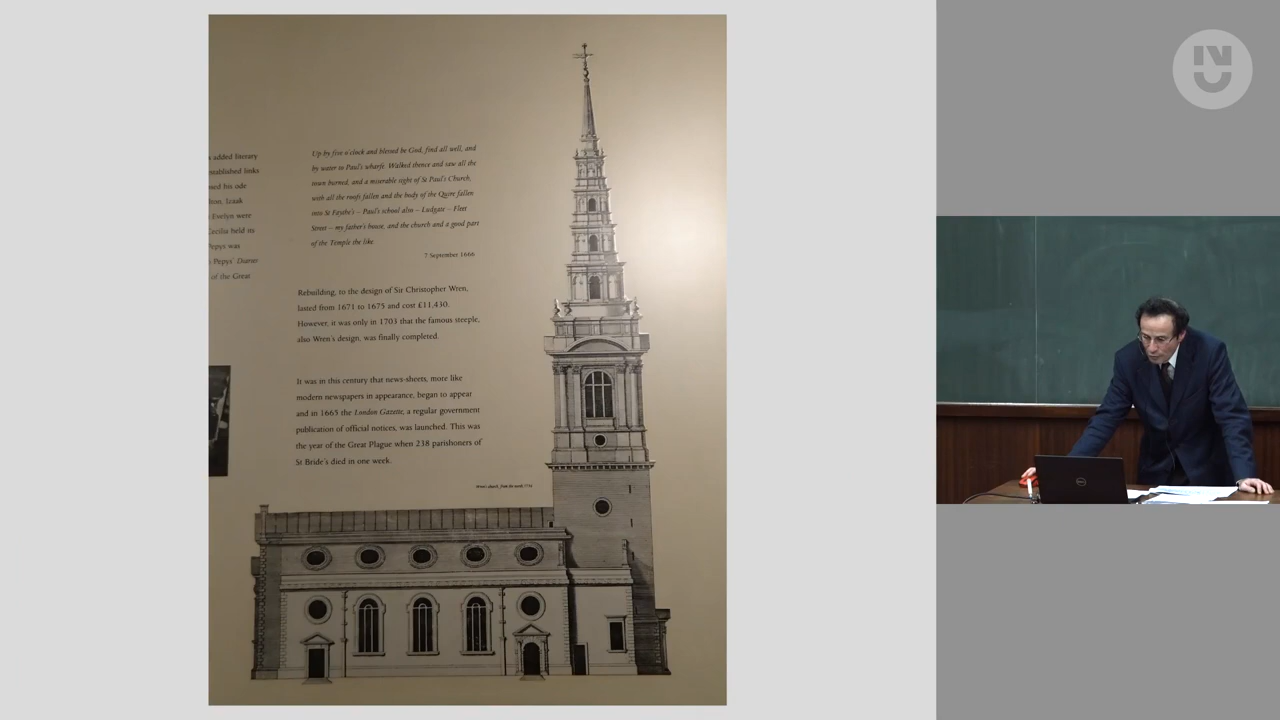 s added literary
established links
ised his ode
lton, Izaak
Evelyn were
Cecilia held its
Pepys was
Pepys' Diaries
of the Great
Up by five o'clock and blessed be God, find all well, and
by water to Paul's wharfe. Walked thence and saw all the
town burned, and a miserable sight of St Paul's Church,
with all the roofs fallen and the body of the Quire fallen
into St Fayth's – Paul's school also – Ludgate – Fleet
Street – my father's house, and the church and a good part
of the Temple the like.
7 September 1666
Rebuilding, to the design of Sir Christopher Wren,
lasted from 1671 to 1675 and cost £11,430.
However, it was only in 1703 that the famous steeple,
also Wren's design, was finally completed.
It was in this century that news-sheets, more like
modern newspapers in appearance, began to appear
and in 1665 the London Gazette, a regular government
publication of official notices, was launched. This was
the year of the Great Plague when 238 parishoners of
St Bride's died in one week.
Wren's church, from the north